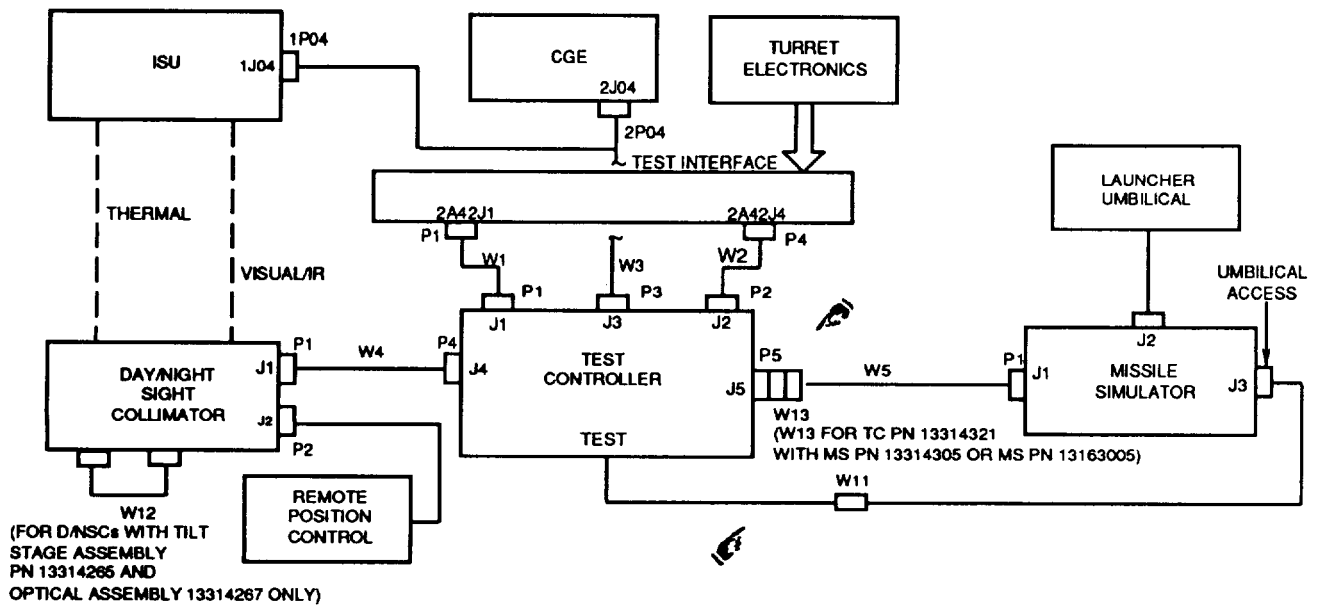 ISU
1J04
1P04
CGE
2J04
2P04
TURRET
ELECTRONICS
TEST INTERFACE
2A42J1
2A42J4
P1
P4
W1
W3
W2
THERMAL
VISUAL/IR
LAUNCHER
UMBILICAL
UMBILICAL
ACCESS
P1
P3
P2
J1
J3
J2
TEST
CONTROLLER
J4
J5
TEST
P1
W4
P4
DAY/NIGHT
SIGHT
COLLIMATOR
J1
J2
P2
P5
W5
P1
J2
J1
MISSILE
SIMULATOR
J3
W13
(W13 FOR TC PN 13314321
WITH MS PN 13314305 OR MS PN 13163005)
W11
REMOTE
POSITION
CONTROL
W12
(FOR D/NSCs WITH TILT
STAGE ASSEMBLY
PN 13314265 AND
OPTICAL ASSEMBLY 13314267 ONLY)